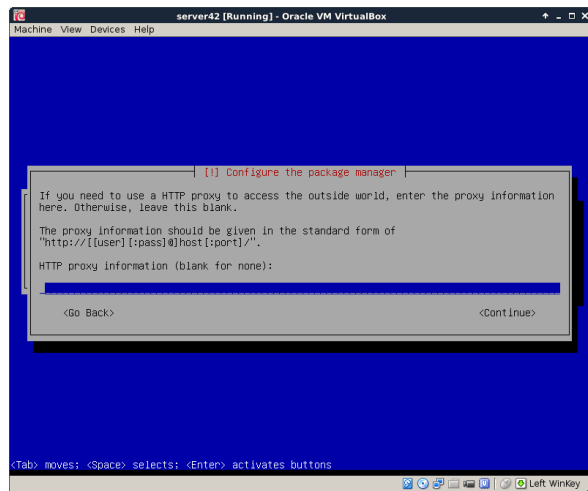 server42 [Running] - Oracle VM VirtualBox
Machine View Devices Help
[!] Configure the package manager
If you need to use a HTTP proxy to access the outside world, enter the proxy information
here. Otherwise, leave this blank.
The proxy information should be given in the standard form of
"http://[[user][:pass]@]host[:port]/".
HTTP proxy information (blank for none):
<Go Back> <Continue>
<Tab> moves; <Space> selects; <Enter> activates buttons
Left WinKey